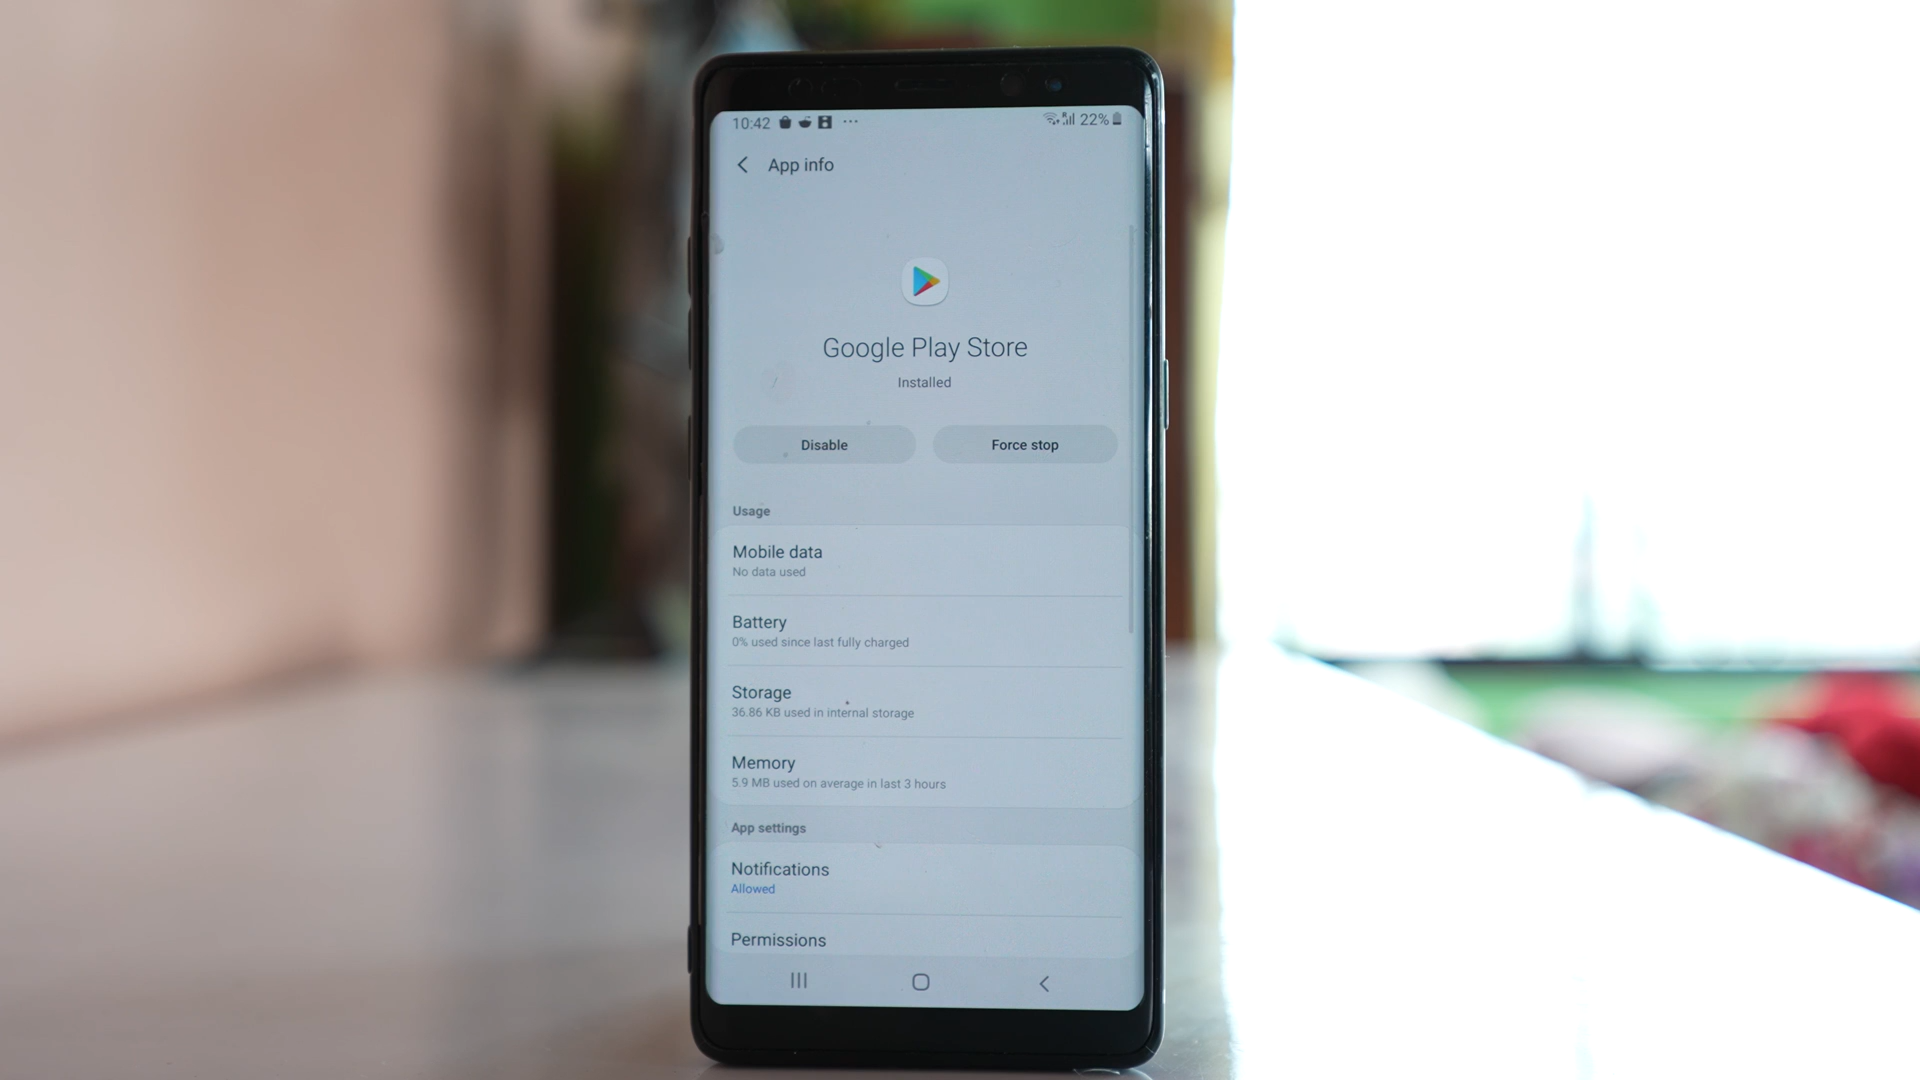 10:42 22%
App info
Google Play Store
Installed
Disable Force stop
Usage
Mobile data
No data used
Battery
0% used since last fully charged
Storage
36.86 KB used in internal storage
Memory
5.9 MB used on average in last 3 hours
App settings
Notifications
Allowed
Permissions